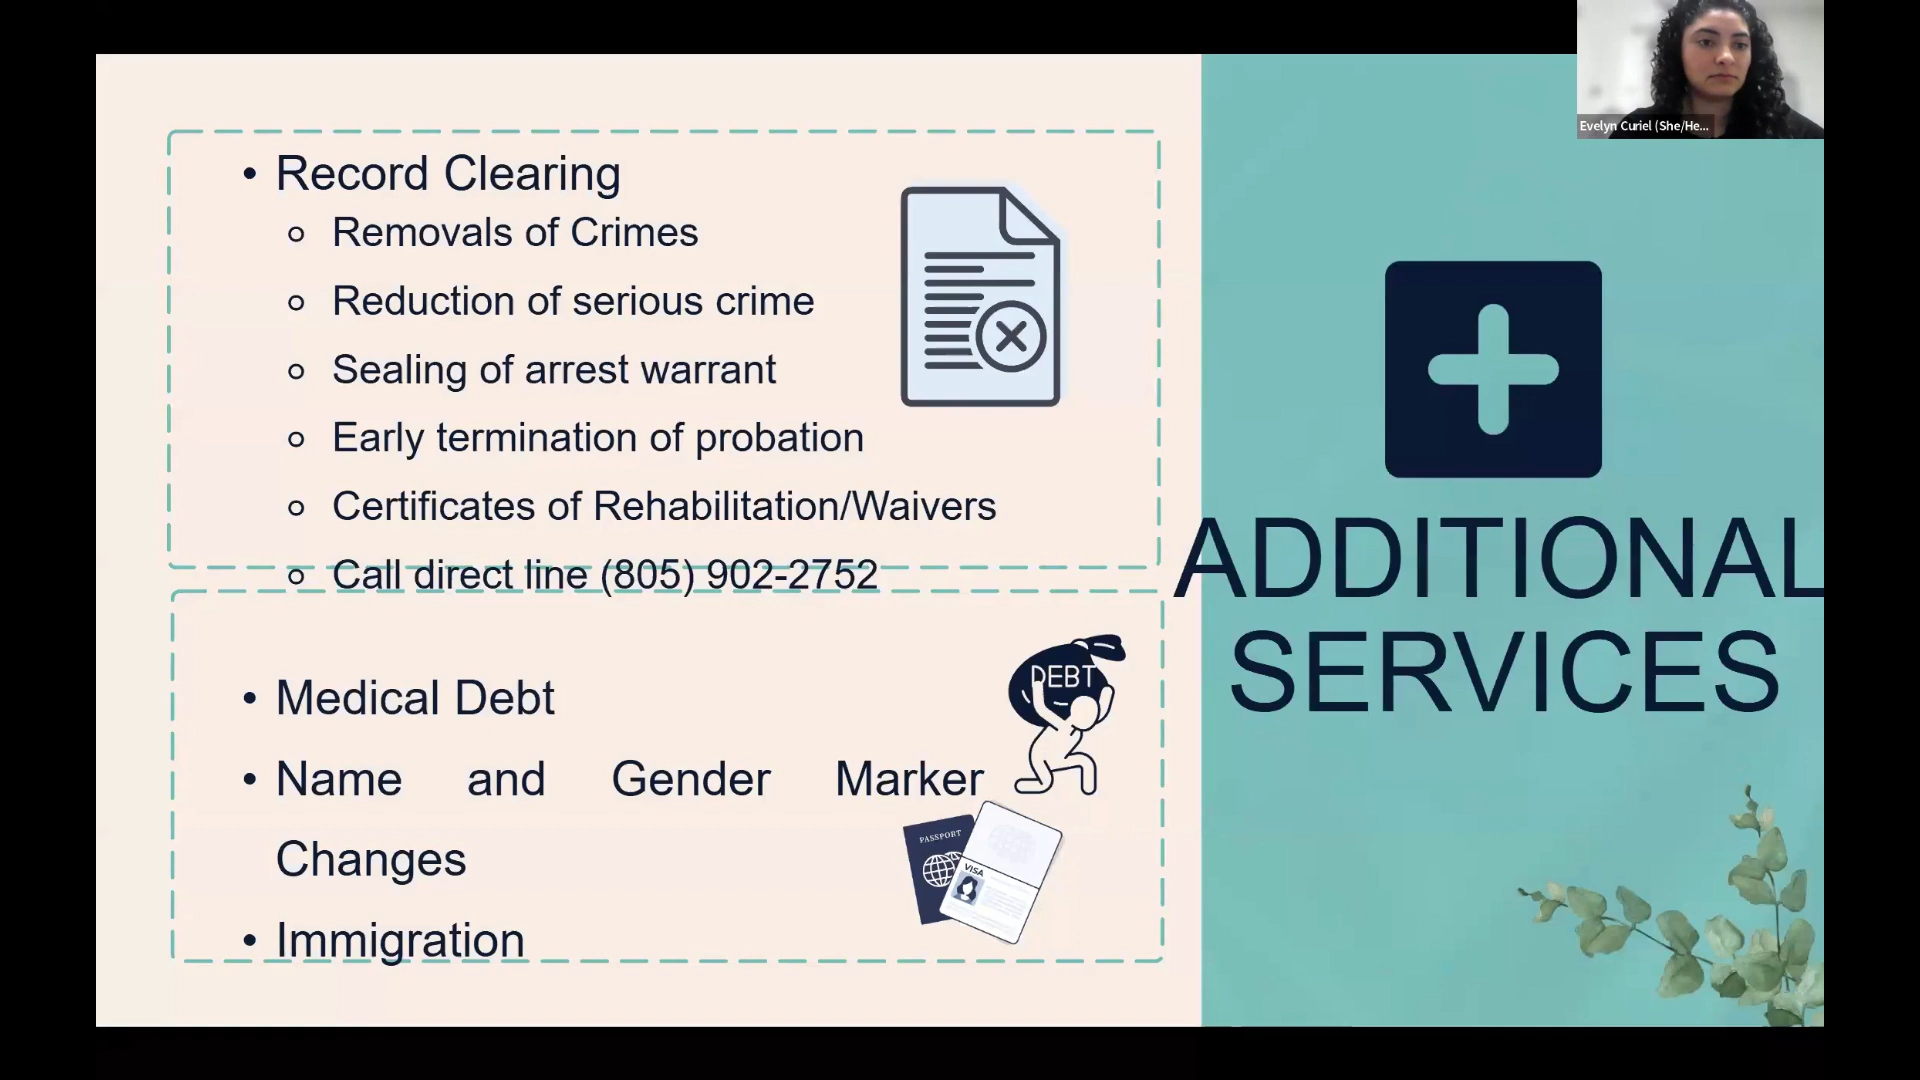 Evelyn Curiel (She/He...
• Record Clearing
Removals of Crimes
Reduction of serious crime
Sealing of arrest warrant
Early termination of probation
Certificates of Rehabilitation/Waivers
Call direct line (805) 902-2752
• Medical Debt
• Name and Gender Marker
Changes
• Immigration
DEBT
PASSPORT
VISA
ADDITIONAL
SERVICES